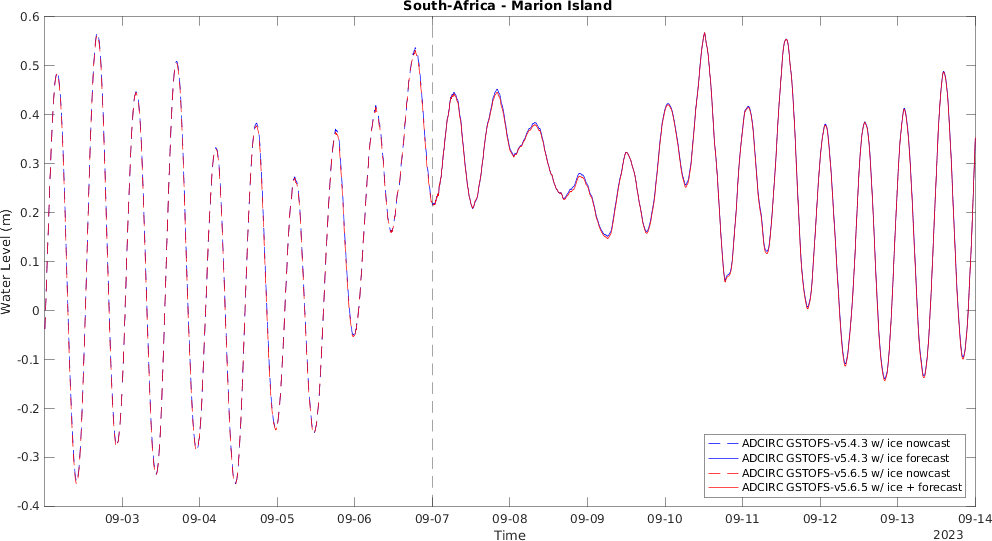 South-Africa - Marion Island
0.6
0.5
0.4
0.3
0.2
0.1
0
-0.1
-0.2
-0.3
-0.4
Water Level (m)
ADCIRC GSTOFS-v5.4.3 w/ ice nowcast
ADCIRC GSTOFS-v5.4.3 w/ ice forecast
ADCIRC GSTOFS-v5.6.5 w/ ice nowcast
ADCIRC GSTOFS-v5.6.5 w/ ice + forecast
09-03 09-04 09-05 09-06 09-07 09-08 09-09 09-10 09-11 09-12 09-13 09-14
Time
2023